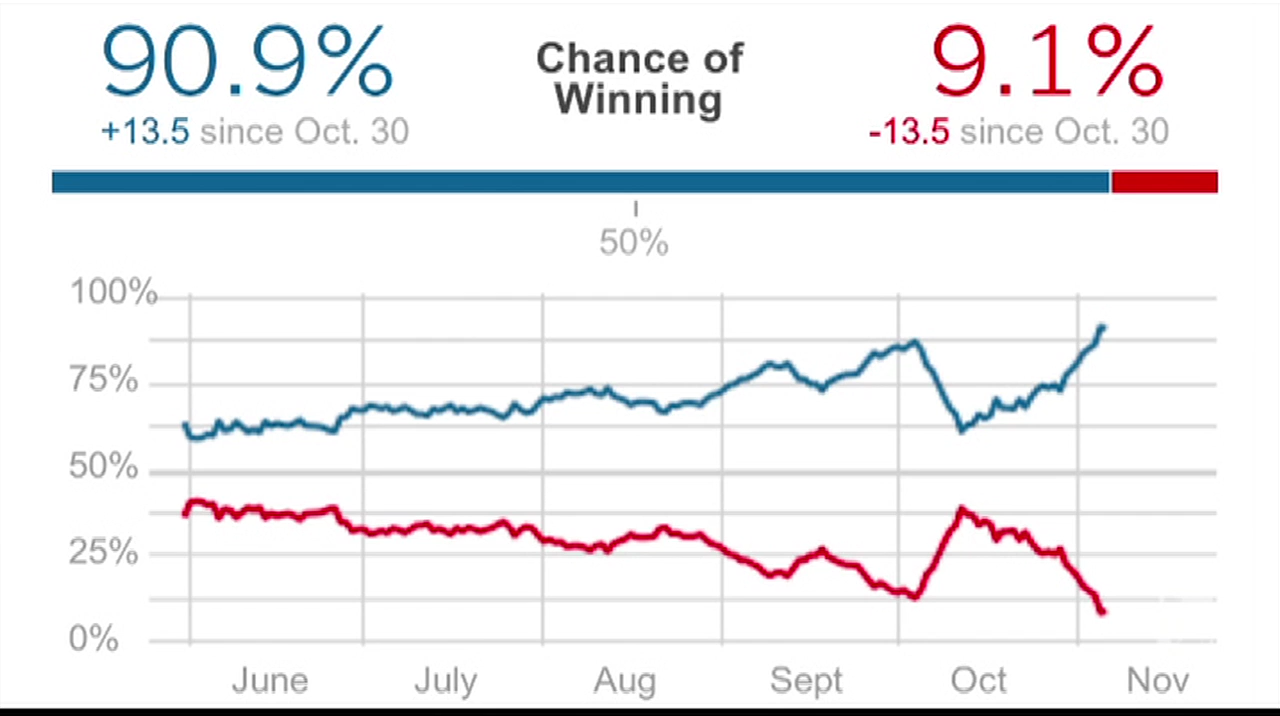 90.9%
Chance of
Winning
9.1%
+13.5 since Oct. 30
-13.5 since Oct. 30
50%
100%
75%
50%
25%
0%
June July Aug Sept Oct Nov